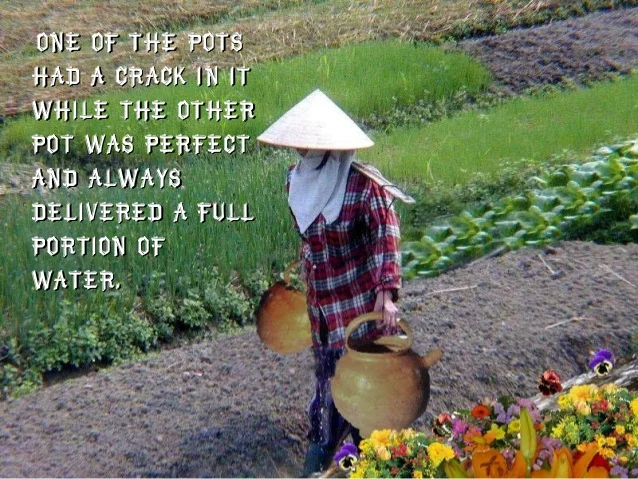 ONE OF THE POTS
HAD A CRACK IN IT
WHILE THE OTHER
POT WAS PERFECT
AND ALWAYS
DELIVERED A FULL
PORTION OF
WATER.